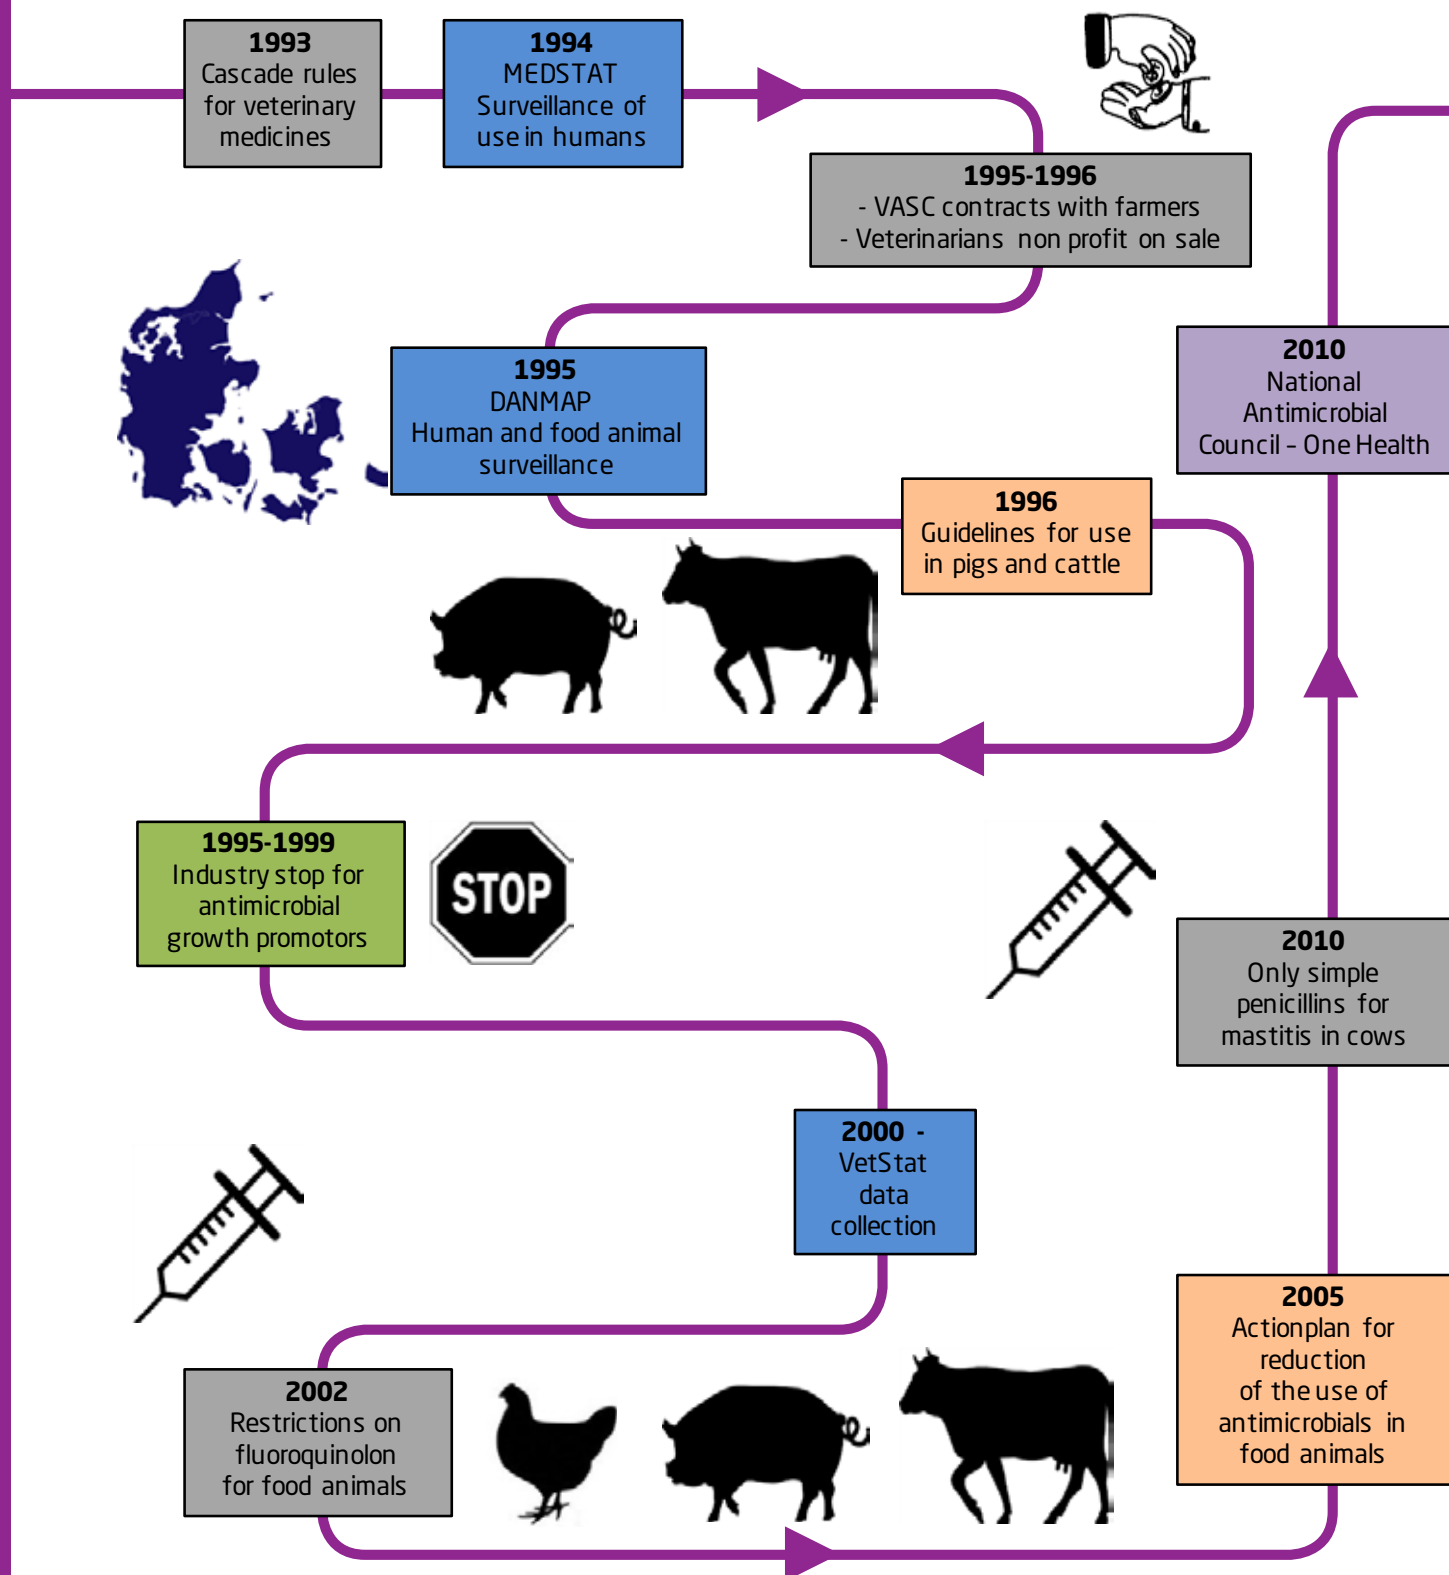 1993
Cascade rules
for veterinary
medicines
1994
MEDSTAT
Surveillance of
use in humans
1995-1996
- VASC contracts with farmers
- Veterinarians non profit on sale
1995
DANMAP
Human and food animal
surveillance
1996
Guidelines for use
in pigs and cattle
1995-1999
Industry stop for
antimicrobial
growth promotors
STOP
2000 -
VetStat
data
collection
2002
Restrictions on
fluoroquinolon
for food animals
2005
Actionplan for
reduction
of the use of
antimicrobials in
food animals
2010
Only simple
penicillins for
mastitis in cows
2010
National
Antimicrobial
Council – One Health